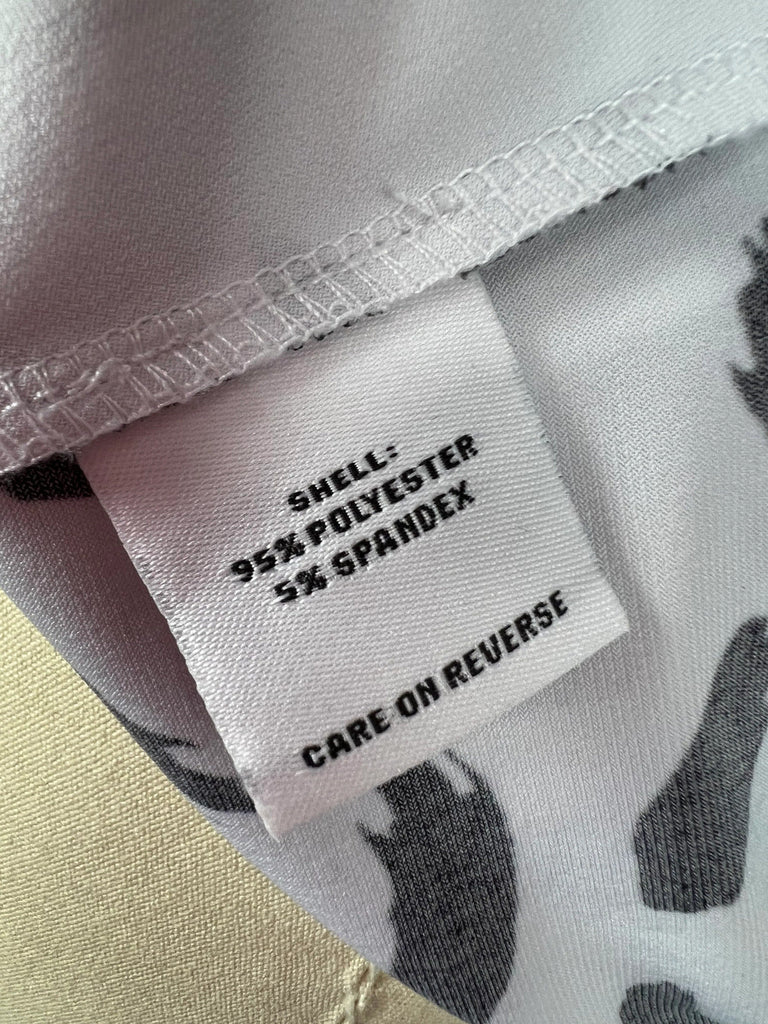 SHELL:
95% POLYESTER
5% SPANDEX
CARE ON REVERSE